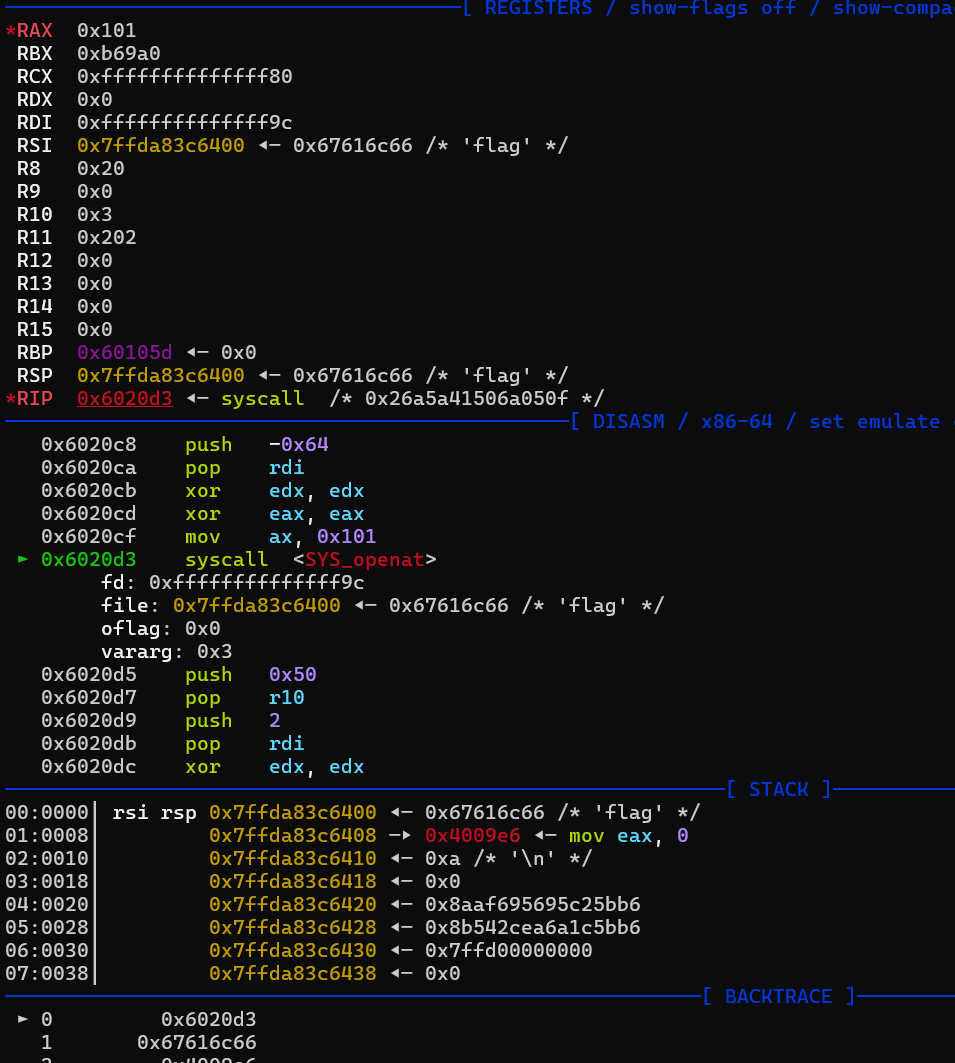 [ REGISTERS / show-flags off / show-compa
*RAX  0x101
 RBX  0xb69a0
 RCX  0xffffffffffffff80
 RDX  0x0
 RDI  0xffffffffffffff9c
 RSI  0x7ffda83c6400 ◂— 0x67616c66 /* 'flag' */
 R8   0x20
 R9   0x0
 R10  0x3
 R11  0x202
 R12  0x0
 R13  0x0
 R14  0x0
 R15  0x0
 RBP  0x60105d ◂— 0x0
 RSP  0x7ffda83c6400 ◂— 0x67616c66 /* 'flag' */
*RIP  0x6020d3 ◂— syscall  /* 0x26a5a41506a050f */
[ DISASM / x86-64 / set emulate
   0x6020c8    push   -0x64
   0x6020ca    pop    rdi
   0x6020cb    xor    edx, edx
   0x6020cd    xor    eax, eax
   0x6020cf    mov    ax, 0x101
 ► 0x6020d3    syscall  <SYS_openat>
        fd: 0xffffffffffffff9c
        file: 0x7ffda83c6400 ◂— 0x67616c66 /* 'flag' */
        oflag: 0x0
        vararg: 0x3
   0x6020d5    push   0x50
   0x6020d7    pop    r10
   0x6020d9    push   2
   0x6020db    pop    rdi
   0x6020dc    xor    edx, edx
[ STACK ]
00:0000│ rsi rsp 0x7ffda83c6400 ◂— 0x67616c66 /* 'flag' */
01:0008│         0x7ffda83c6408 —▸ 0x4009e6 ◂— mov eax, 0
02:0010│         0x7ffda83c6410 ◂— 0xa /* '\n' */
03:0018│         0x7ffda83c6418 ◂— 0x0
04:0020│         0x7ffda83c6420 ◂— 0x8aaf695695c25bb6
05:0028│         0x7ffda83c6428 ◂— 0x8b542cea6a1c5bb6
06:0030│         0x7ffda83c6430 ◂— 0x7ffd00000000
07:0038│         0x7ffda83c6438 ◂— 0x0
[ BACKTRACE ]
 ► 0         0x6020d3
   1       0x67616c66
   2         0x4009e6